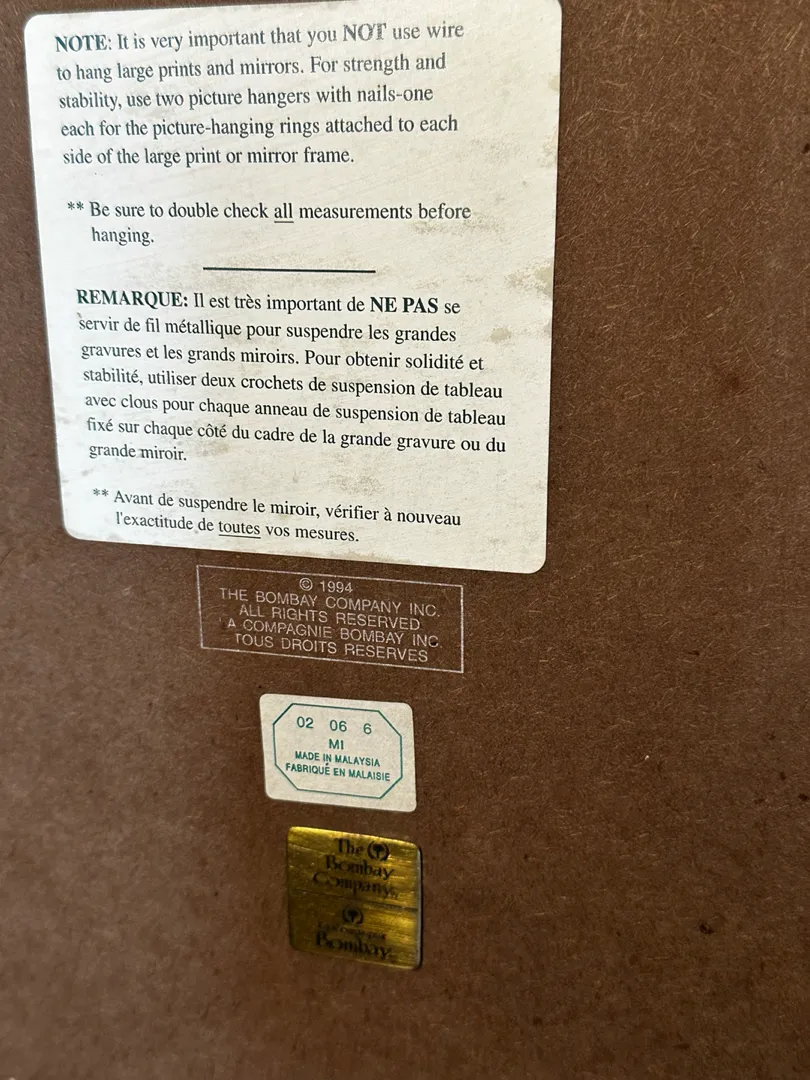 NOTE: It is very important that you NOT use wire
to hang large prints and mirrors. For strength and
stability, use two picture hangers with nails-one
each for the picture-hanging rings attached to each
side of the large print or mirror frame.
** Be sure to double check all measurements before
hanging.
REMARQUE: Il est très important de NE PAS se
servir de fil métallique pour suspendre les grandes
gravures et les grands miroirs. Pour obtenir solidité et
stabilité, utiliser deux crochets de suspension de tableau
avec clous pour chaque anneau de suspension de tableau
fixé sur chaque côté du cadre de la grande gravure ou du
grande miroir.
** Avant de suspendre le miroir, vérifier à nouveau
l'exactitude de toutes vos mesures.
© 1994
THE BOMBAY COMPANY INC.
ALL RIGHTS RESERVED
A COMPAGNIE BOMBAY INC
TOUS DROITS RESERVES
02 06 6
MI
MADE IN MALAYSIA
FABRIQUÉ EN MALAISIE
The
Bombay
Company
Bombay